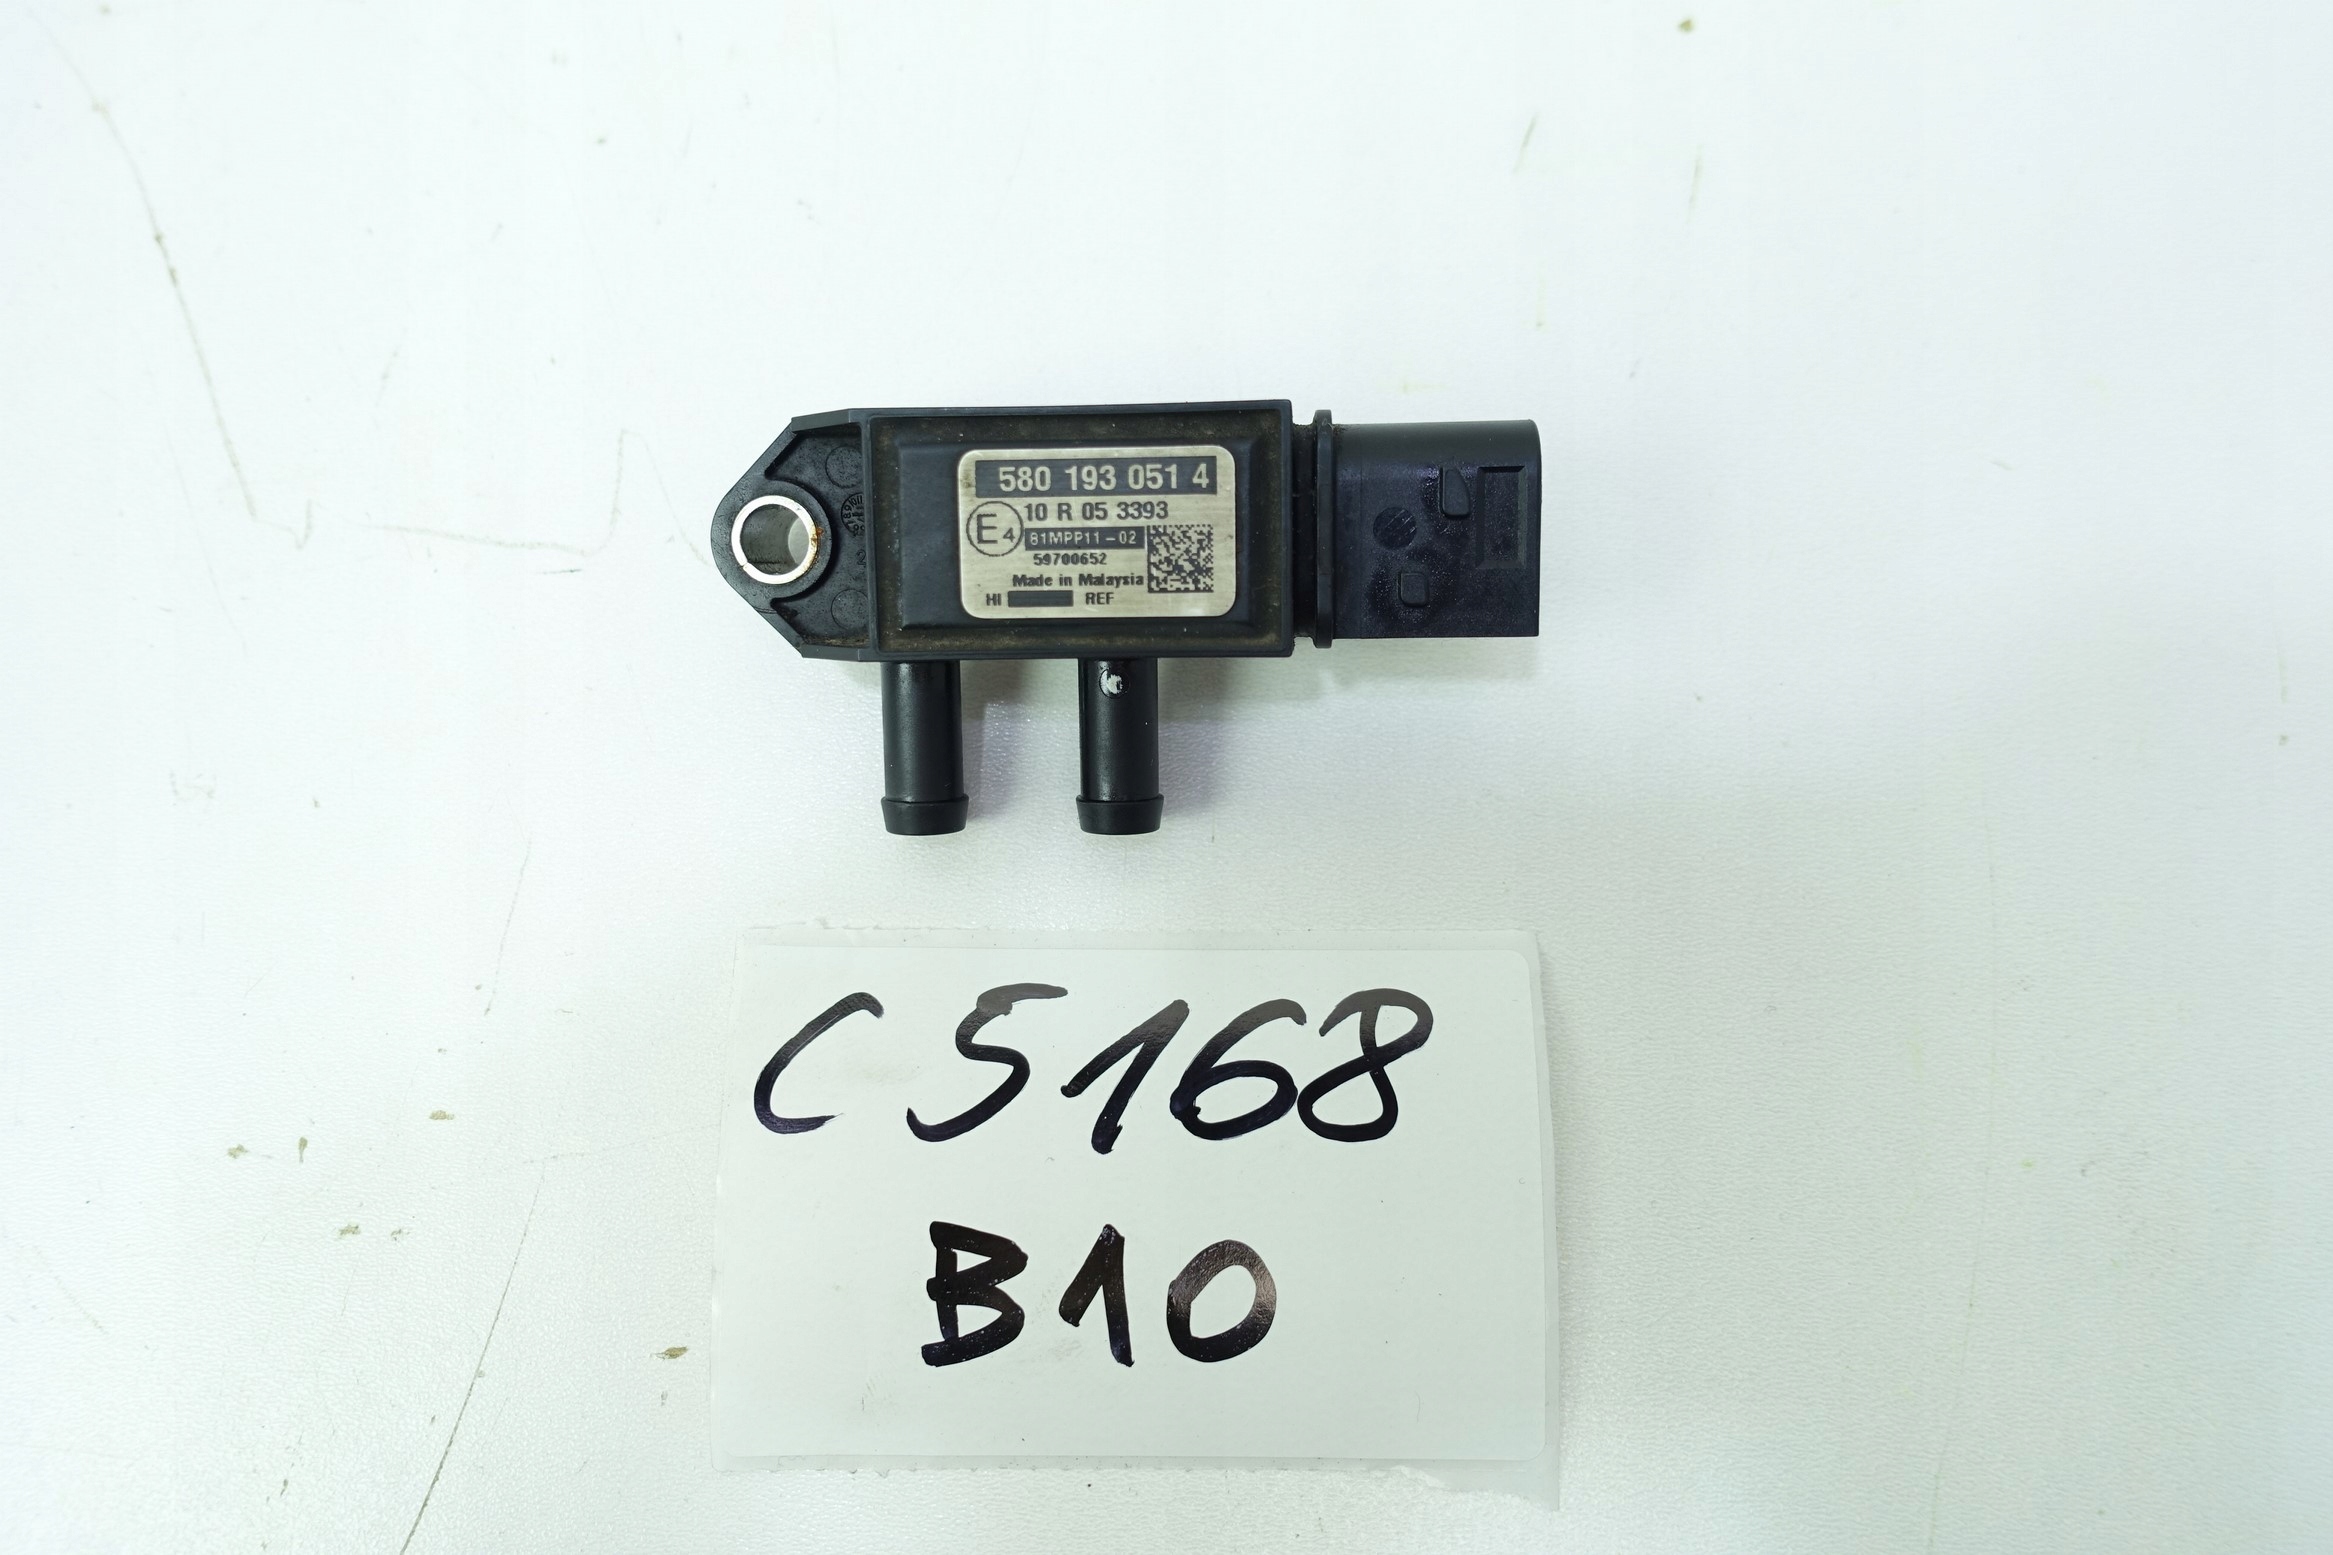 580 193 051 4
E4 10 R 05 3393
81MPP11-02
59700652
Made in Malaysia
HI REF
C5168
B10